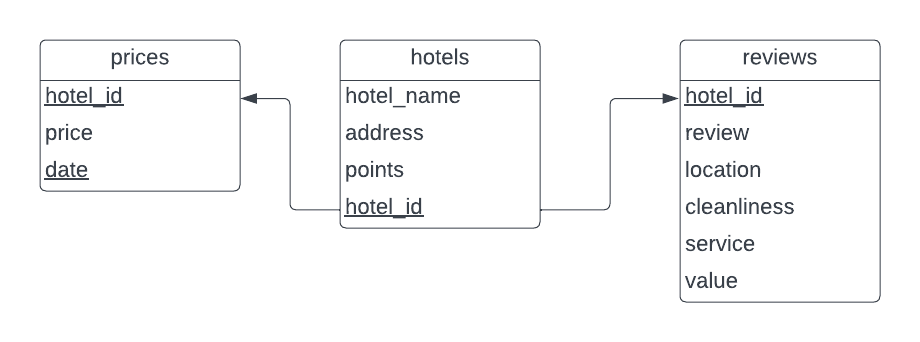 prices
hotel_id
price
date
hotels
hotel_name
address
points
hotel_id
reviews
hotel_id
review
location
cleanliness
service
value